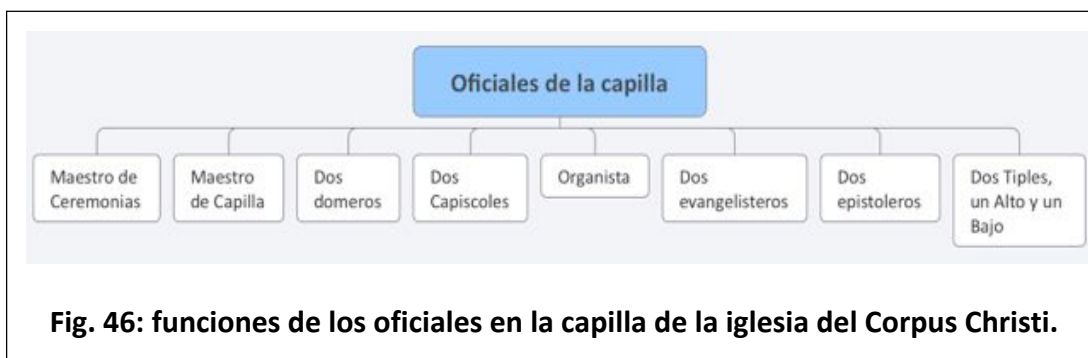 Oficiales de la capilla
Maestro de
Ceremonias
Maestro
de Capilla
Dos
domeros
Dos
Capiscoles
Organista
Dos
evangelisteros
Dos
epistoleros
Dos Tiples,
un Alto y un
Bajo
Fig. 46: funciones de los oficiales en la capilla de la iglesia del Corpus Christi.